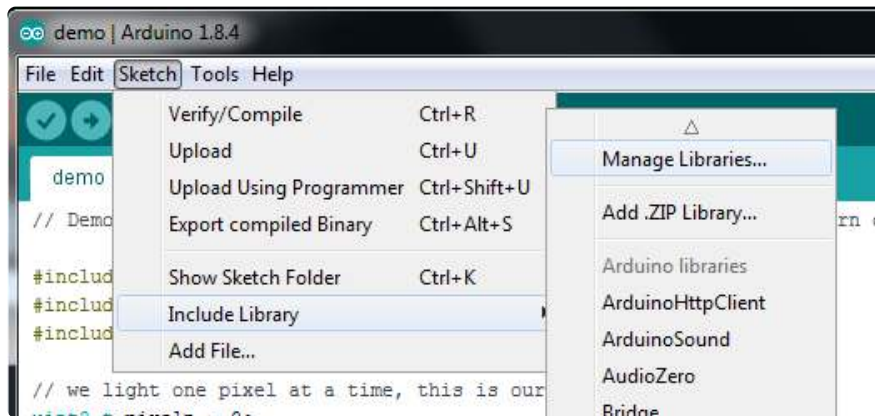 demo | Arduino 1.8.4
File Edit Sketch Tools Help
Verify/Compile Ctrl+R
Upload Ctrl+U
Upload Using Programmer Ctrl+Shift+U
Export compiled Binary Ctrl+Alt+S
Show Sketch Folder Ctrl+K
Include Library
Add File...
Manage Libraries...
Add .ZIP Library...
Arduino libraries
ArduinoHttpClient
ArduinoSound
AudioZero
Bridge
demo
// Demo
#includ
#includ
#includ
// we light one pixel at a time, this is our